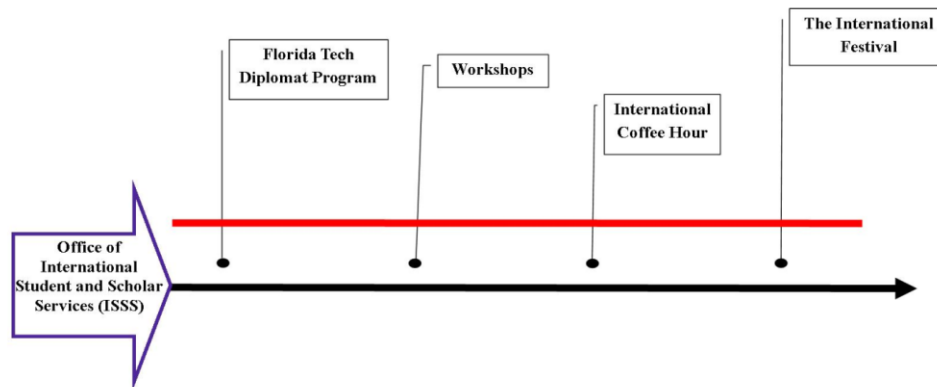 Florida Tech
Diplomat Program
Workshops
International
Coffee Hour
The International
Festival
Office of
International
Student and Scholar
Services (ISSS)